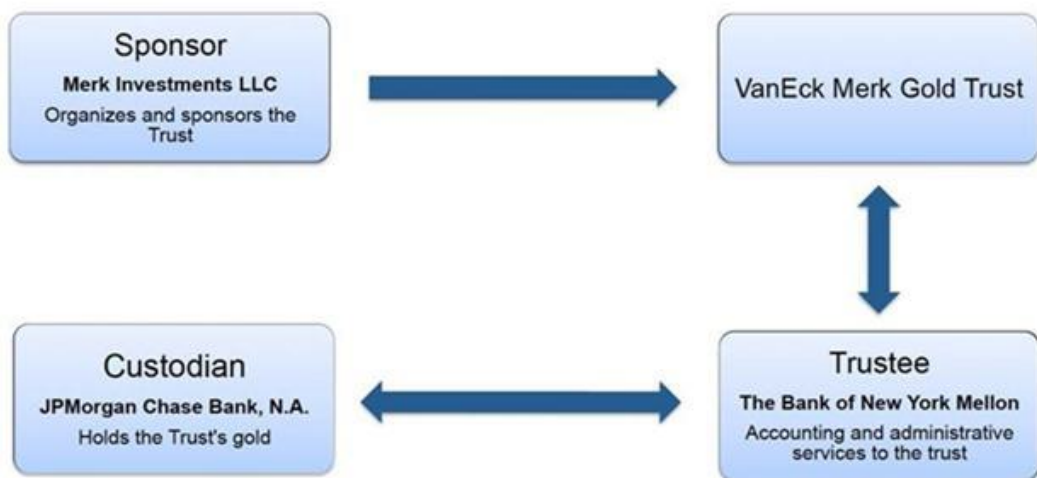 Sponsor
Merk Investments LLC
Organizes and sponsors the
Trust
VanEck Merk Gold Trust
Custodian
JPMorgan Chase Bank, N.A.
Holds the Trust's gold
Trustee
The Bank of New York Mellon
Accounting and administrative
services to the trust